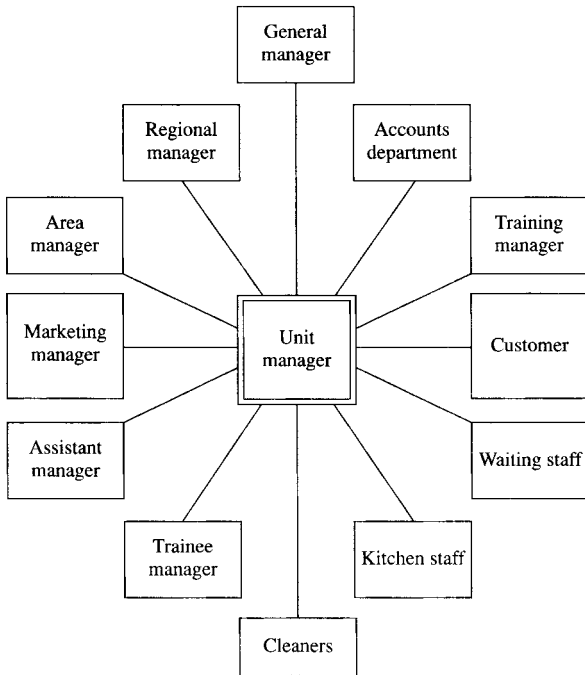 General
manager
Regional
manager
Accounts
department
Area
manager
Training
manager
Marketing
manager
Unit
manager
Customer
Assistant
manager
Waiting staff
Trainee
manager
Kitchen staff
Cleaners